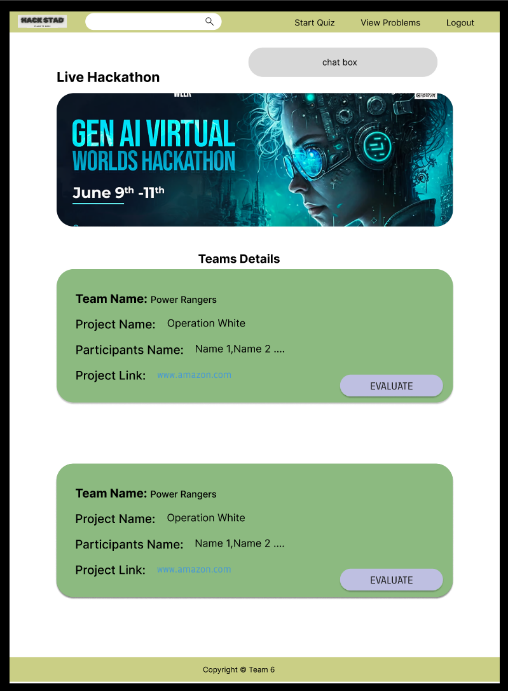 HACK STAD
Start Quiz
View Problems
Logout
chat box
Live Hackathon
WEEK
GEN AI VIRTUAL
WORLDS HACKATHON
June 9th -11th
Teams Details
Team Name: Power Rangers
Project Name: Operation White
Participants Name: Name 1,Name 2 ....
Project Link: www.amazon.com
EVALUATE
Team Name: Power Rangers
Project Name: Operation White
Participants Name: Name 1,Name 2 ....
Project Link: www.amazon.com
EVALUATE
Copyright © Team 6